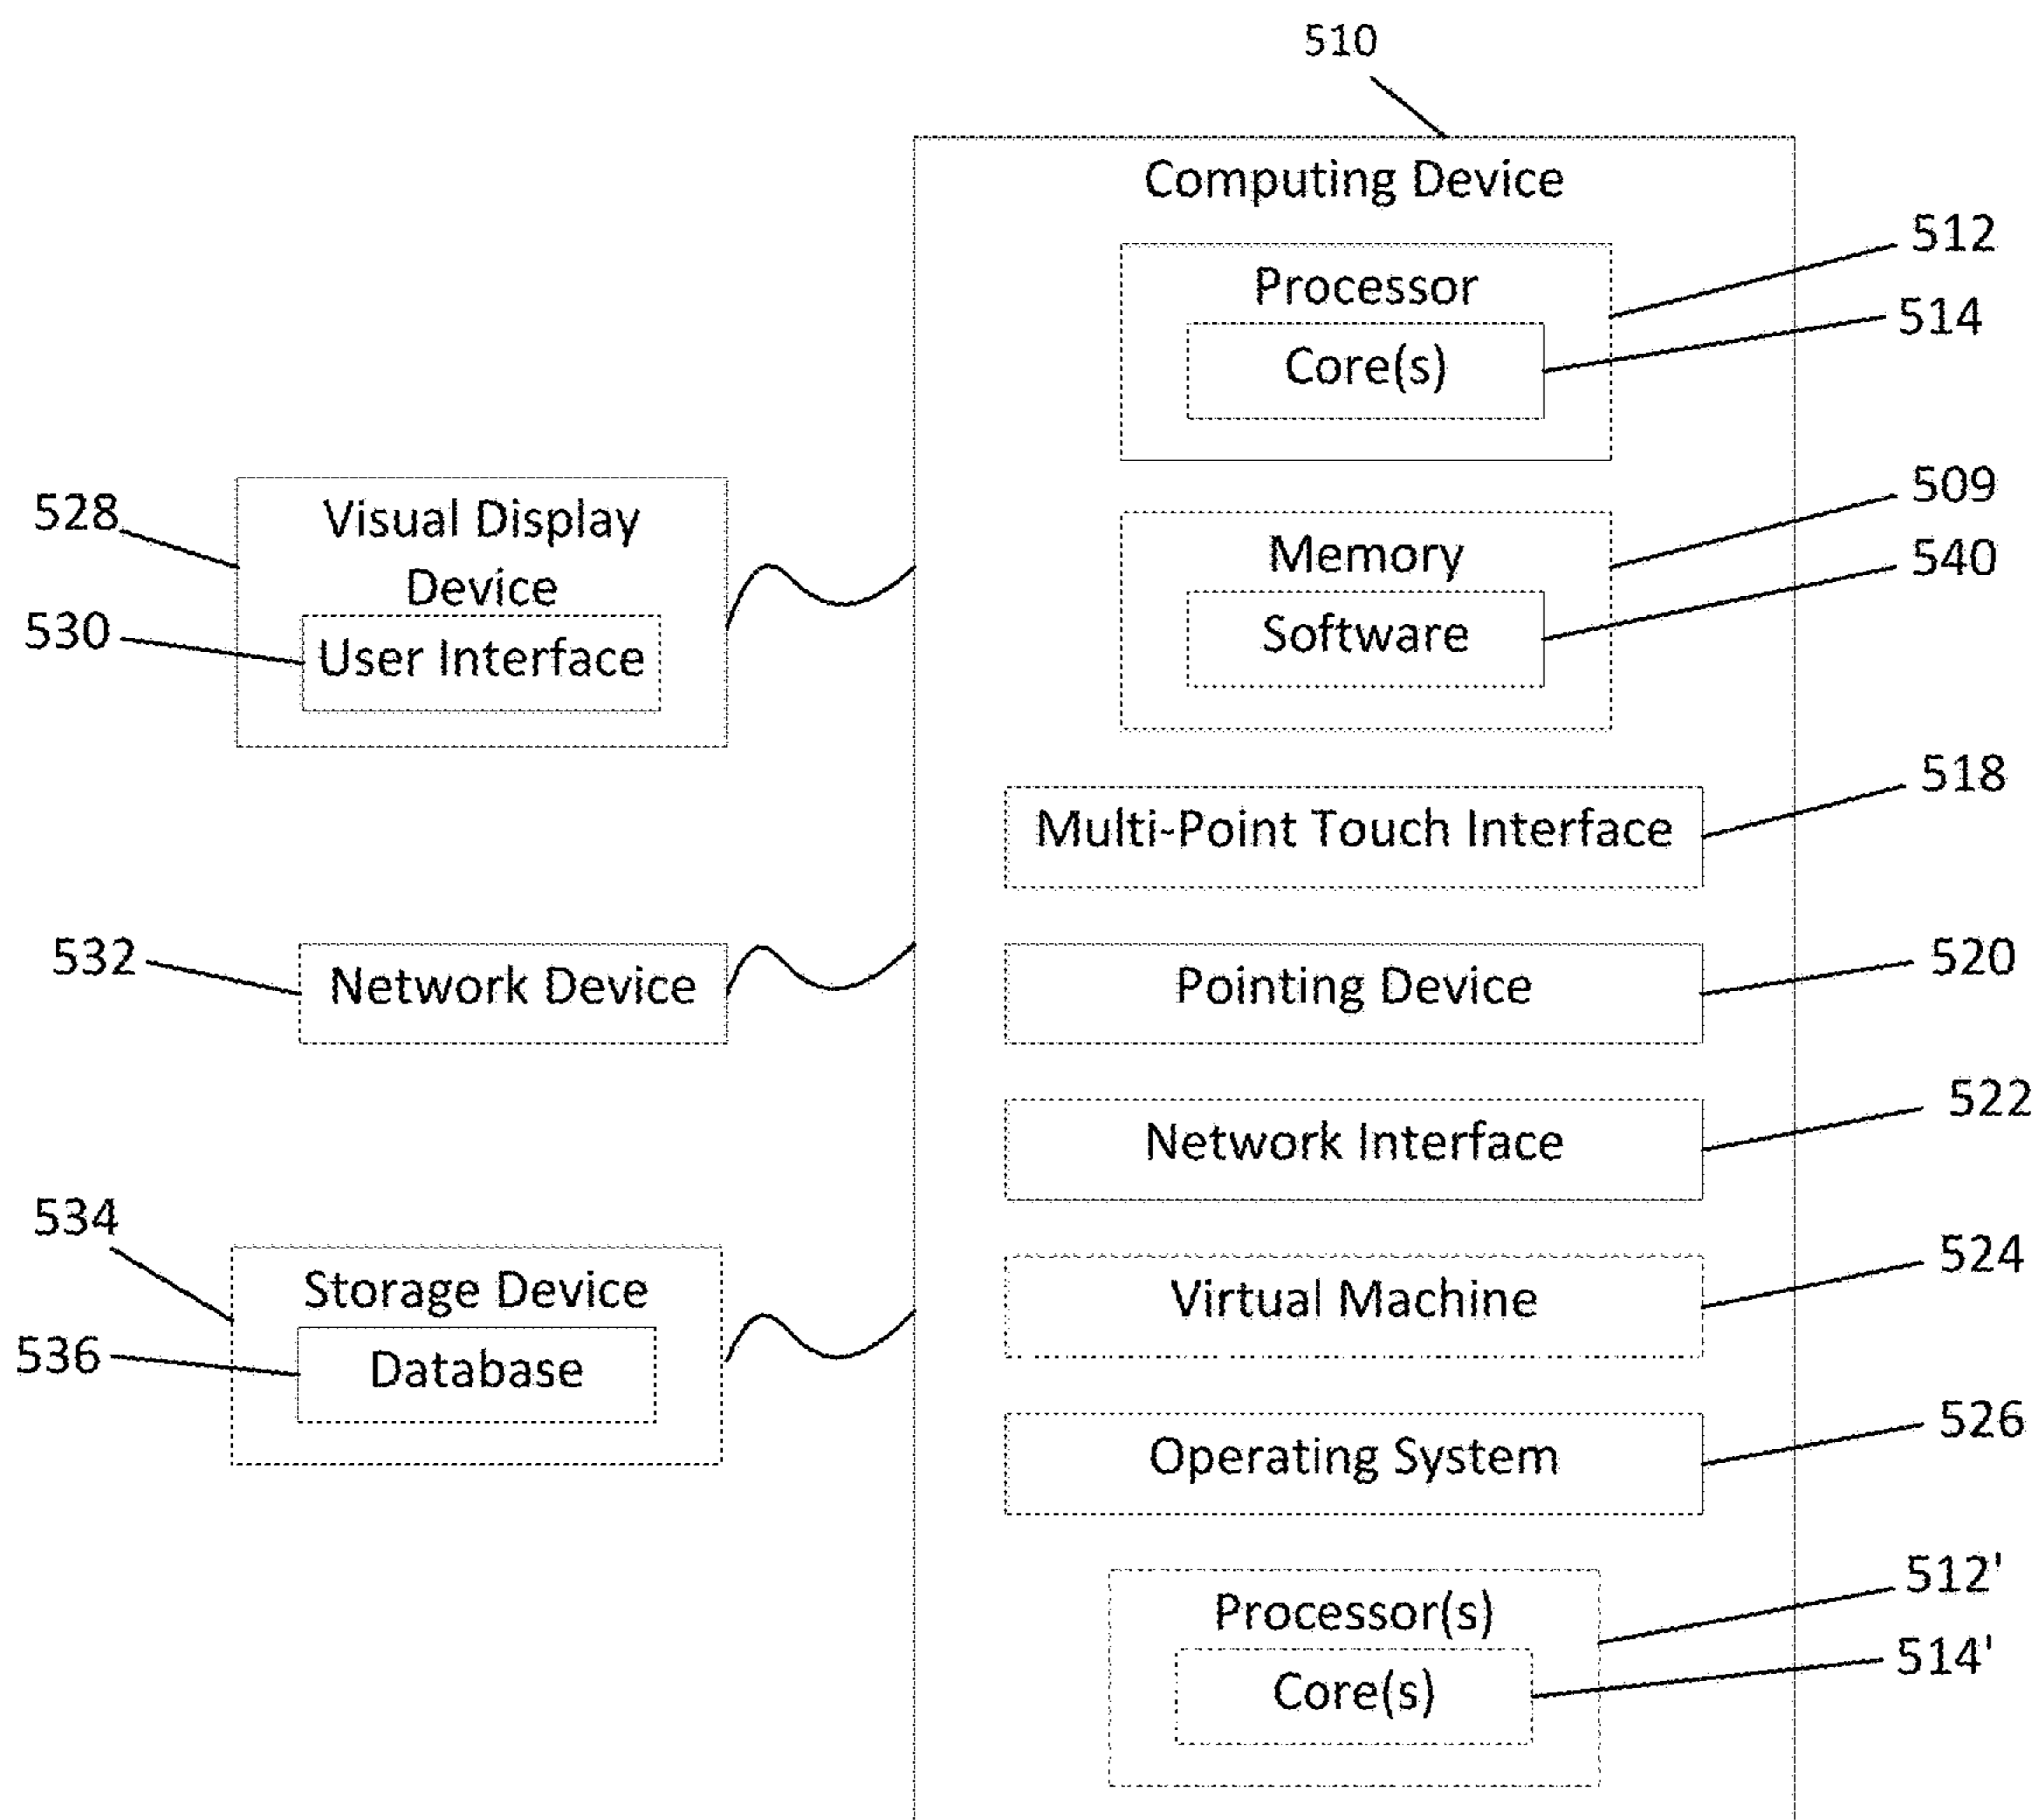 510
Computing Device
512
Processor
514
Core(s)
509
528
Visual Display
Device
Memory
540
530
User Interface
Software
518
Multi-Point Touch Interface
532
Network Device
520
Pointing Device
522
Network Interface
534
524
Storage Device
Virtual Machine
536
Database
526
Operating System
512'
Processor(s)
514'
Core(s)